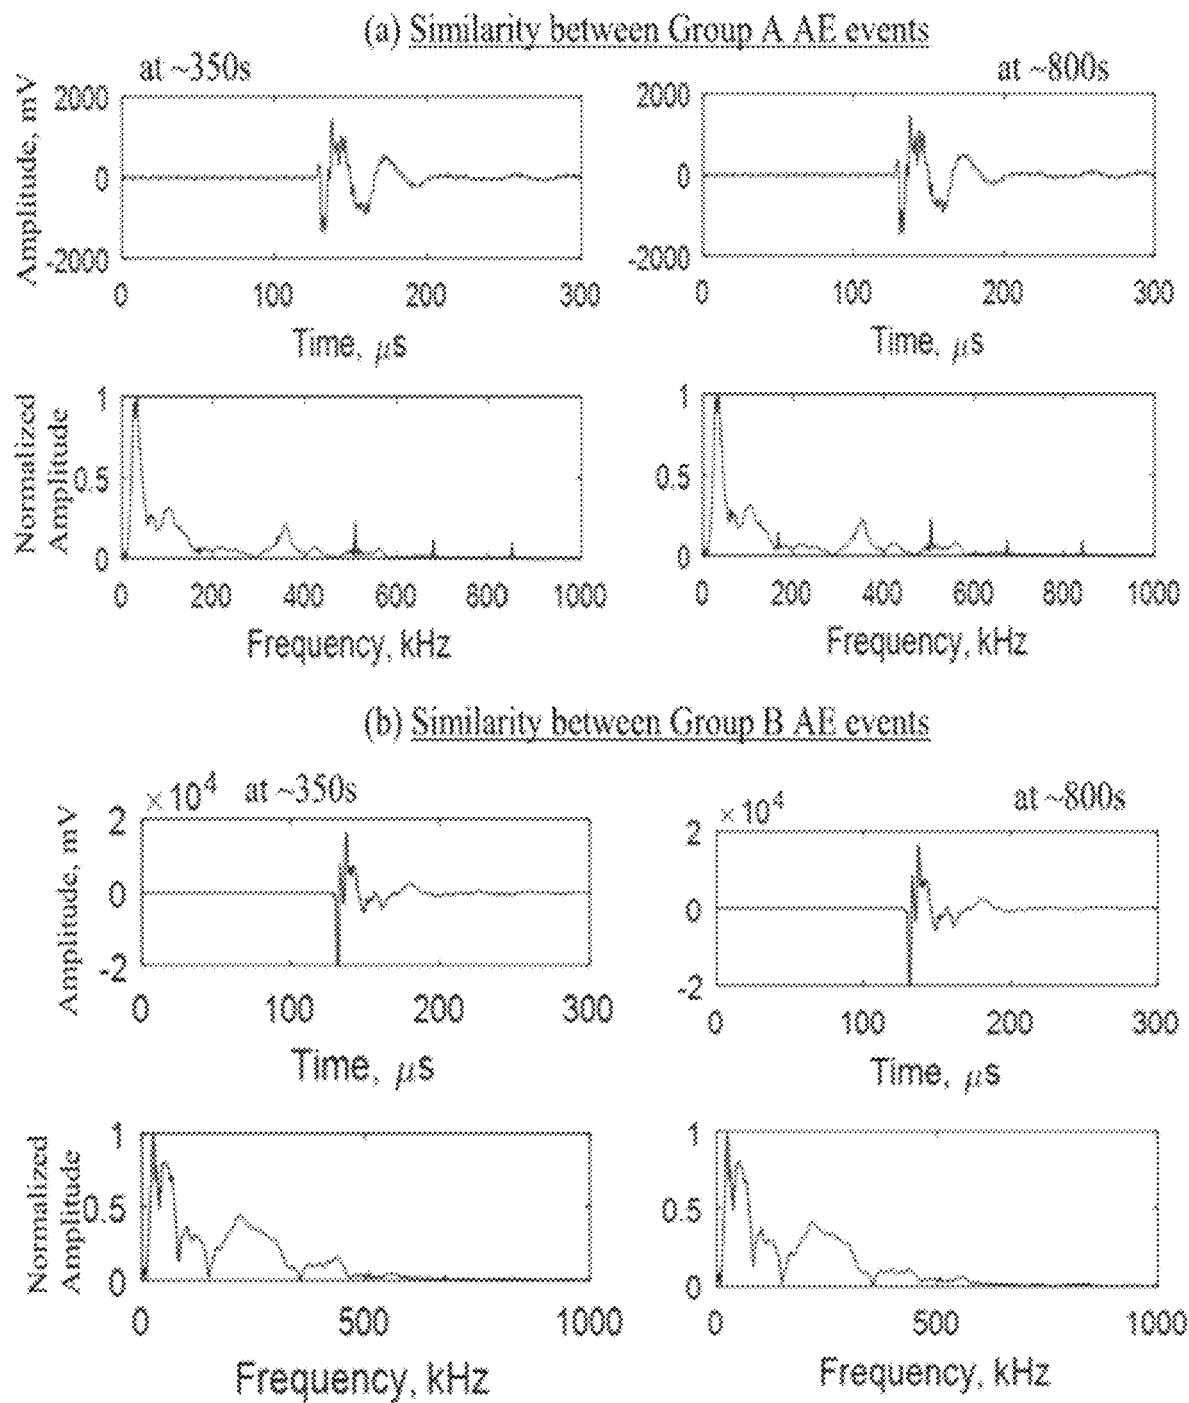 (a) Similarity between Group A AE events
at ~350s
at ~800s
Amplitude, mV
2000
0
-2000
0 100 200 300
Time, μs
2000
0
-2000
0 100 200 300
Time, μs
Normalized
Amplitude
1
0.5
0
0 200 400 600 800 1000
Frequency, kHz
1
0.5
0
0 200 400 600 800 1000
Frequency, kHz
(b) Similarity between Group B AE events
×10⁴ at ~350s
×10⁴ at ~800s
Amplitude, mV
2
0
-2
0 100 200 300
Time, μs
2
0
-2
0 100 200 300
Time, μs
Normalized
Amplitude
1
0.5
0
0 500 1000
Frequency, kHz
1
0.5
0
0 500 1000
Frequency, kHz